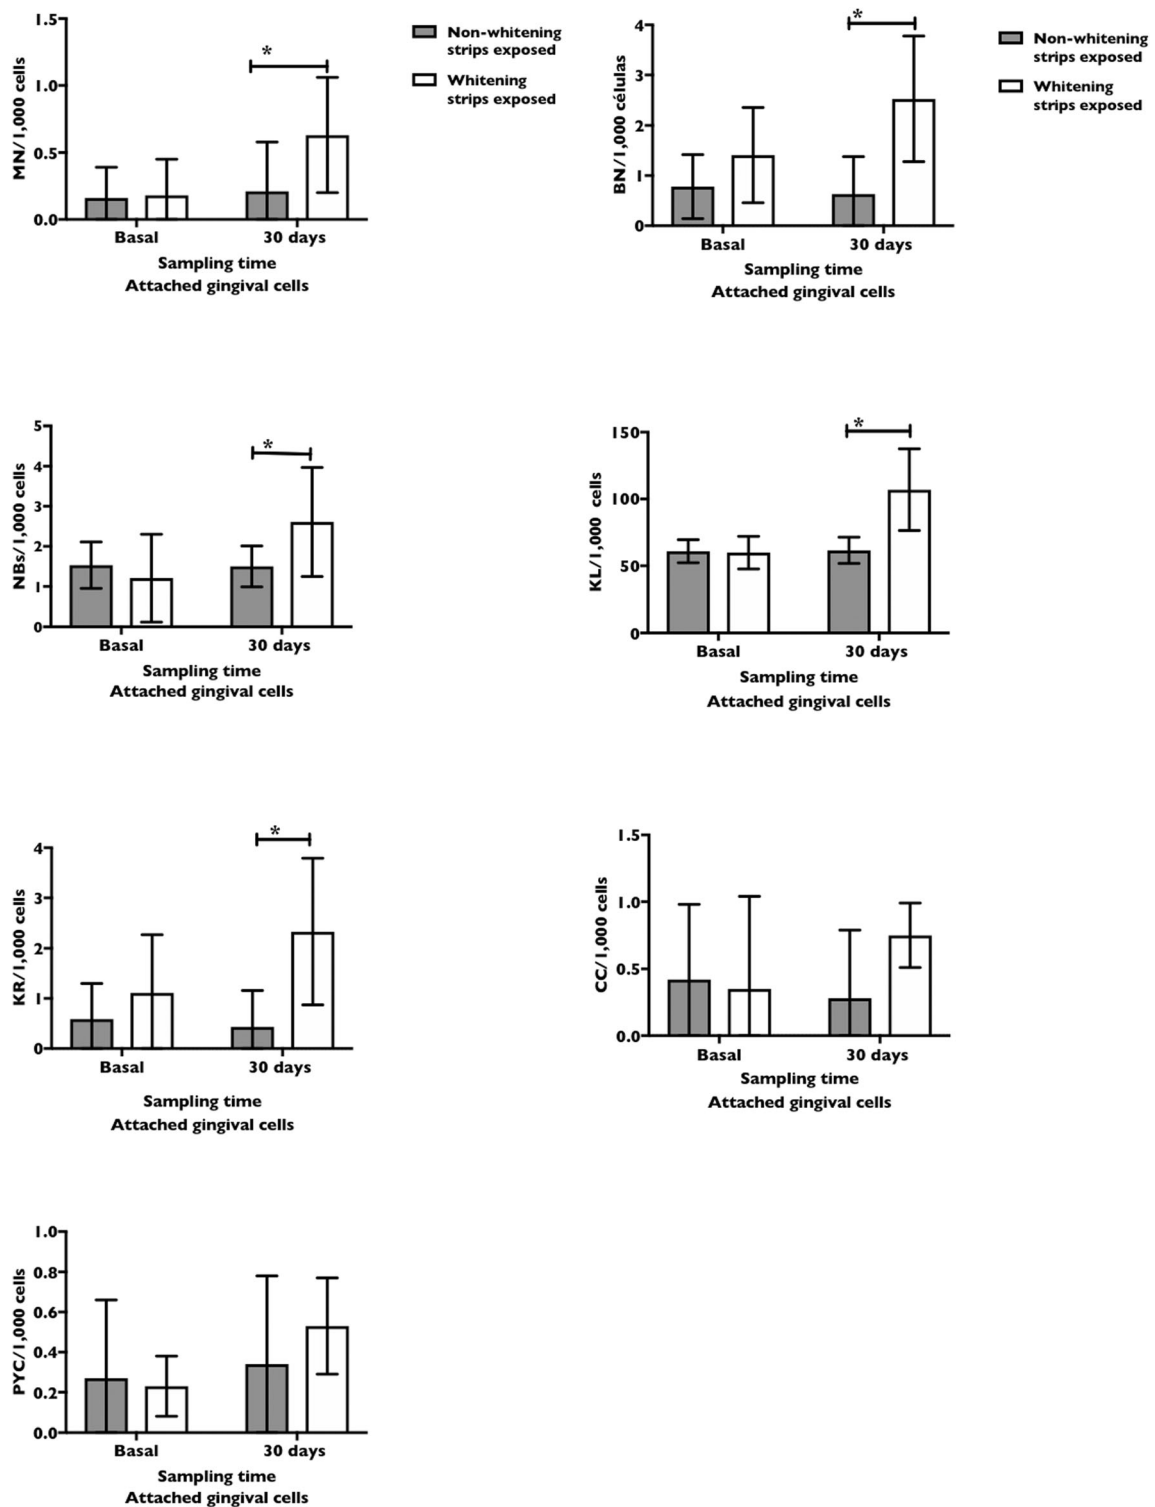 MN/1,000 cells
1.5
1.0
0.5
0.0
*
Basal
30 days
Sampling time
Attached gingival cells
Non-whitening
strips exposed
Whitening
strips exposed
BN/1,000 células
4
3
2
1
0
*
Basal
30 days
Sampling time
Attached gingival cells
Non-whitening
strips exposed
Whitening
strips exposed
NBs/1,000 cells
5
4
3
2
1
0
*
Basal
30 days
Sampling time
Attached gingival cells
KL/1,000 cells
150
100
50
0
*
Basal
30 days
Sampling time
Attached gingival cells
KR/1,000 cells
4
3
2
1
0
*
Basal
30 days
Sampling time
Attached gingival cells
CC/1,000 cells
1.5
1.0
0.5
0.0
Basal
30 days
Sampling time
Attached gingival cells
PYC/1,000 cells
1.0
0.8
0.6
0.4
0.2
0.0
Basal
30 days
Sampling time
Attached gingival cells